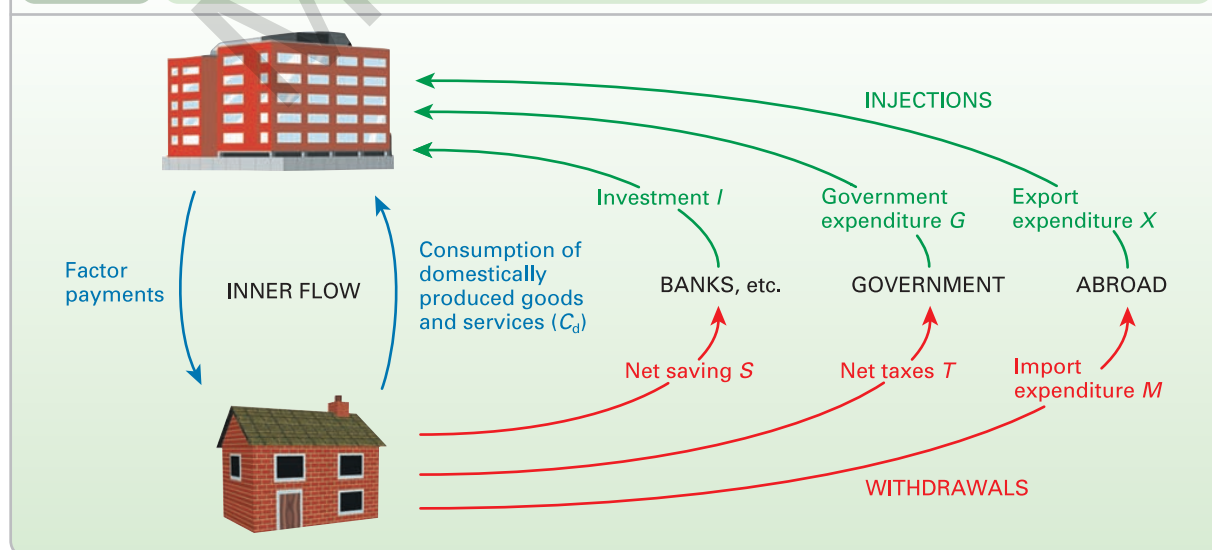 INJECTIONS
Investment I
Government
expenditure G
Export
expenditure X
Factor
payments
INNER FLOW
Consumption of
domestically
produced goods
and services (Cd)
BANKS, etc.
GOVERNMENT
ABROAD
Net saving S
Net taxes T
Import
expenditure M
WITHDRAWALS